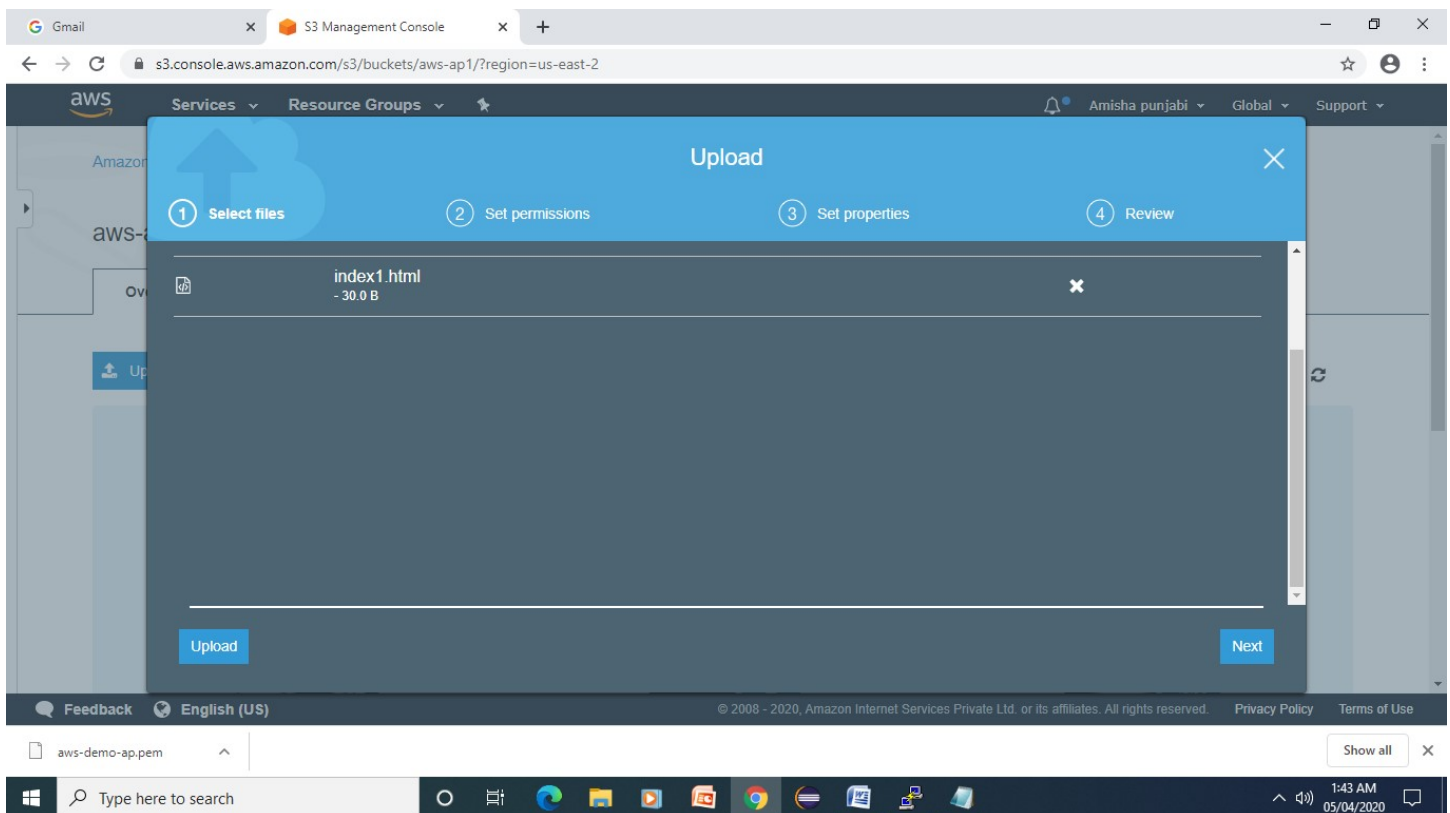 Gmail
S3 Management Console
s3.console.aws.amazon.com/s3/buckets/aws-ap1/?region=us-east-2
aws Services Resource Groups Amisha punjabi Global Support
Amazon
Upload
1 Select files 2 Set permissions 3 Set properties 4 Review
aws-a
Ove
index1.html
- 30.0 B
Up
Upload Next
Feedback English (US) © 2008 - 2020, Amazon Internet Services Private Ltd. or its affiliates. All rights reserved. Privacy Policy Terms of Use
aws-demo-ap.pem Show all
Type here to search
1:43 AM
05/04/2020